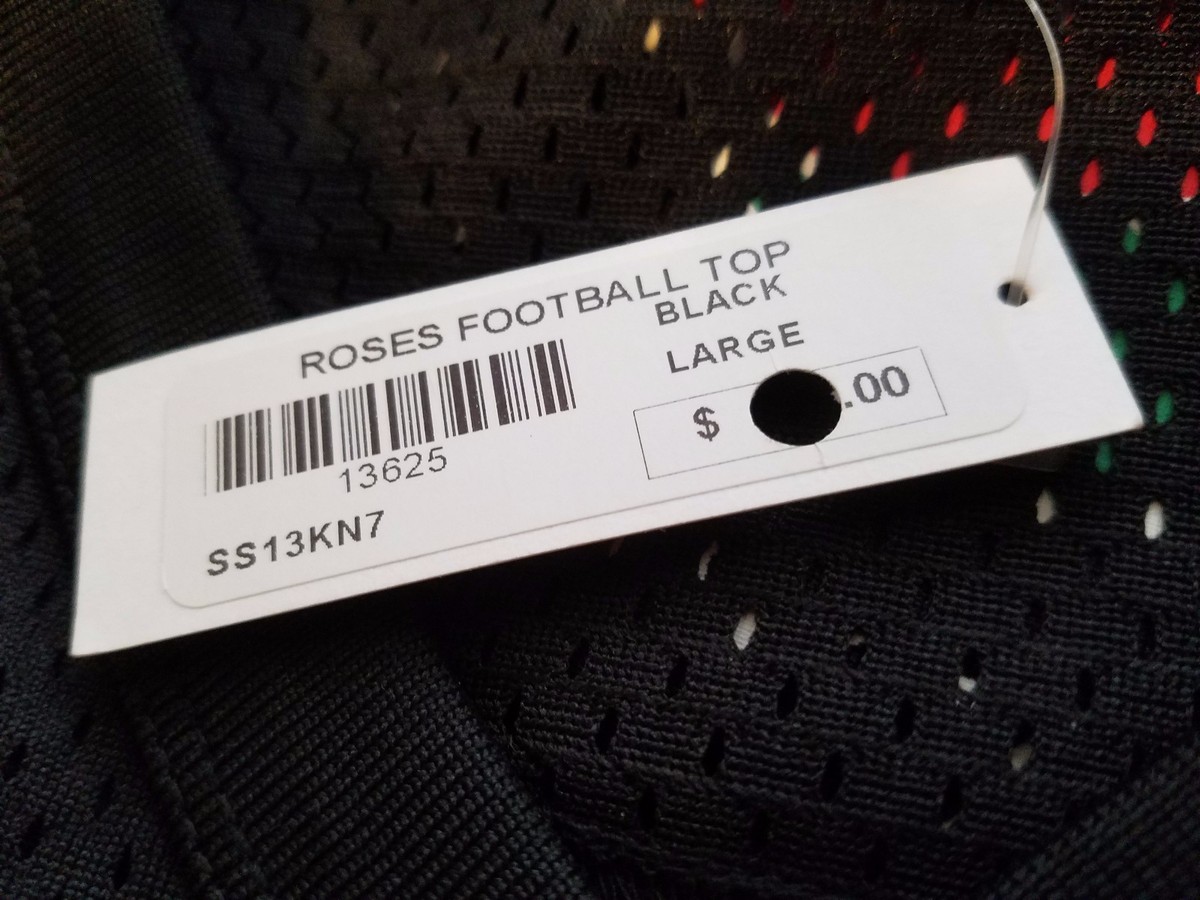 ROSES FOOTBALL TOP
BLACK
LARGE
13625
$ .00
SS13KN7